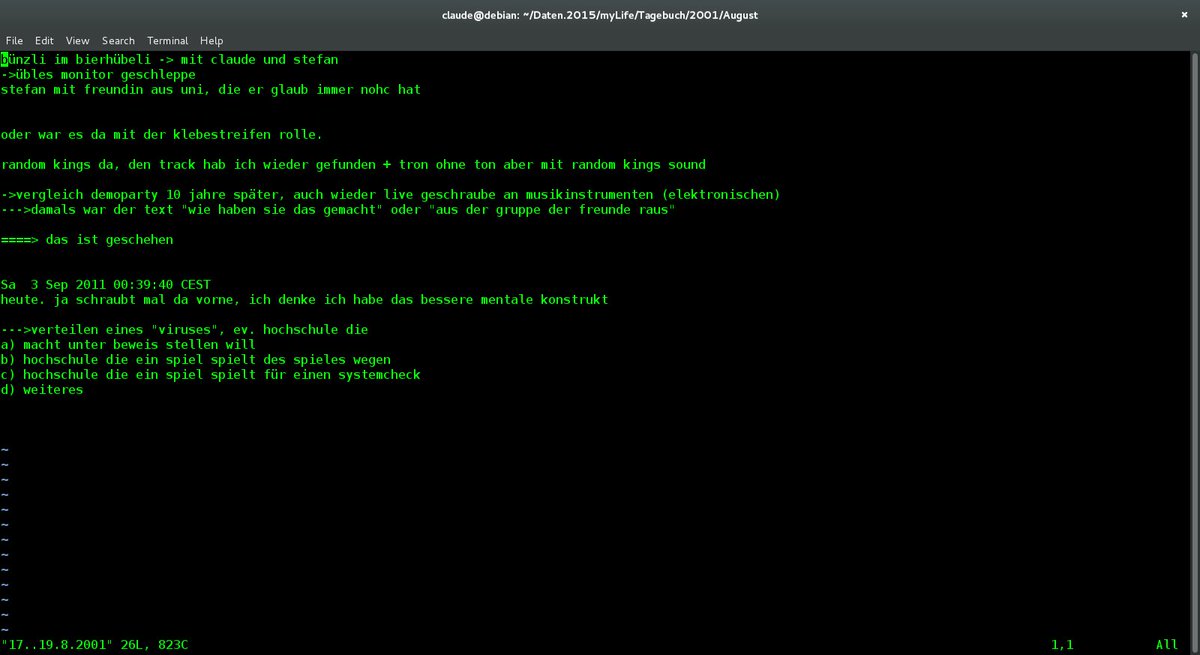 claude@debian: ~/Daten.2015/myLife/Tagebuch/2001/August ×
File Edit View Search Terminal Help
bünzli im bierhübeli -> mit claude und stefan
->übles monitor geschleppe
stefan mit freundin aus uni, die er glaub immer nohc hat
oder war es da mit der klebestreifen rolle.
random kings da, den track hab ich wieder gefunden + tron ohne ton aber mit random kings sound
->vergleich demoparty 10 jahre später, auch wieder live geschraube an musikinstrumenten (elektronischen)
--->damals war der text "wie haben sie das gemacht" oder "aus der gruppe der freunde raus"
====> das ist geschehen
Sa  3 Sep 2011 00:39:40 CEST
heute. ja schraubt mal da vorne, ich denke ich habe das bessere mentale konstrukt
--->verteilen eines "viruses", ev. hochschule die
a) macht unter beweis stellen will
b) hochschule die ein spiel spielt des spieles wegen
c) hochschule die ein spiel spielt für einen systemcheck
d) weiteres
~
~
~
~
~
~
~
~
~
~
~
~
~
"17..19.8.2001" 26L, 823C 1,1 All